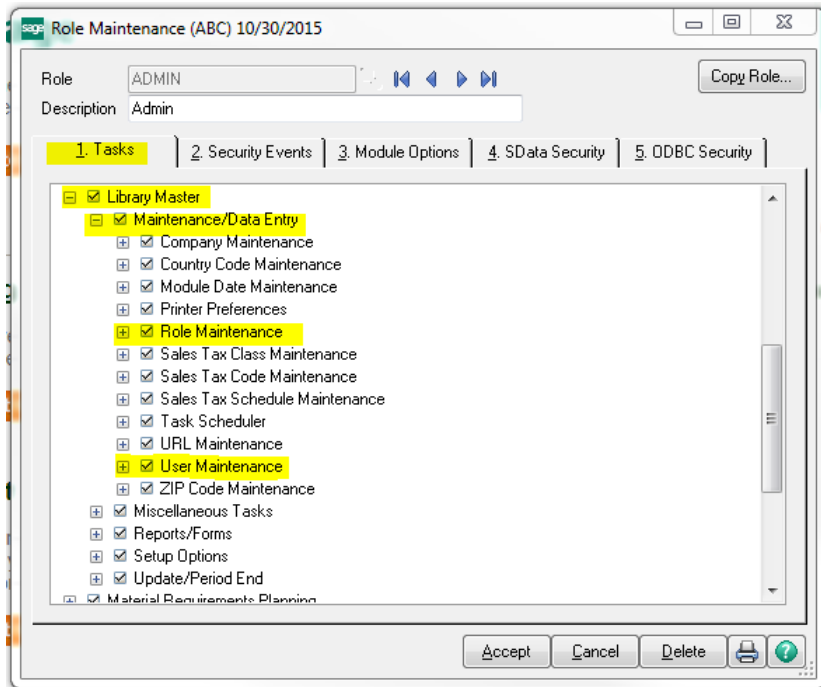 sage Role Maintenance (ABC) 10/30/2015
Role ADMIN Copy Role...
Description Admin
1. Tasks 2. Security Events 3. Module Options 4. SData Security 5. ODBC Security
Library Master
Maintenance/Data Entry
Company Maintenance
Country Code Maintenance
Module Date Maintenance
Printer Preferences
Role Maintenance
Sales Tax Class Maintenance
Sales Tax Code Maintenance
Sales Tax Schedule Maintenance
Task Scheduler
URL Maintenance
User Maintenance
ZIP Code Maintenance
Miscellaneous Tasks
Reports/Forms
Setup Options
Update/Period End
Material Requirements Planning
Accept Cancel Delete